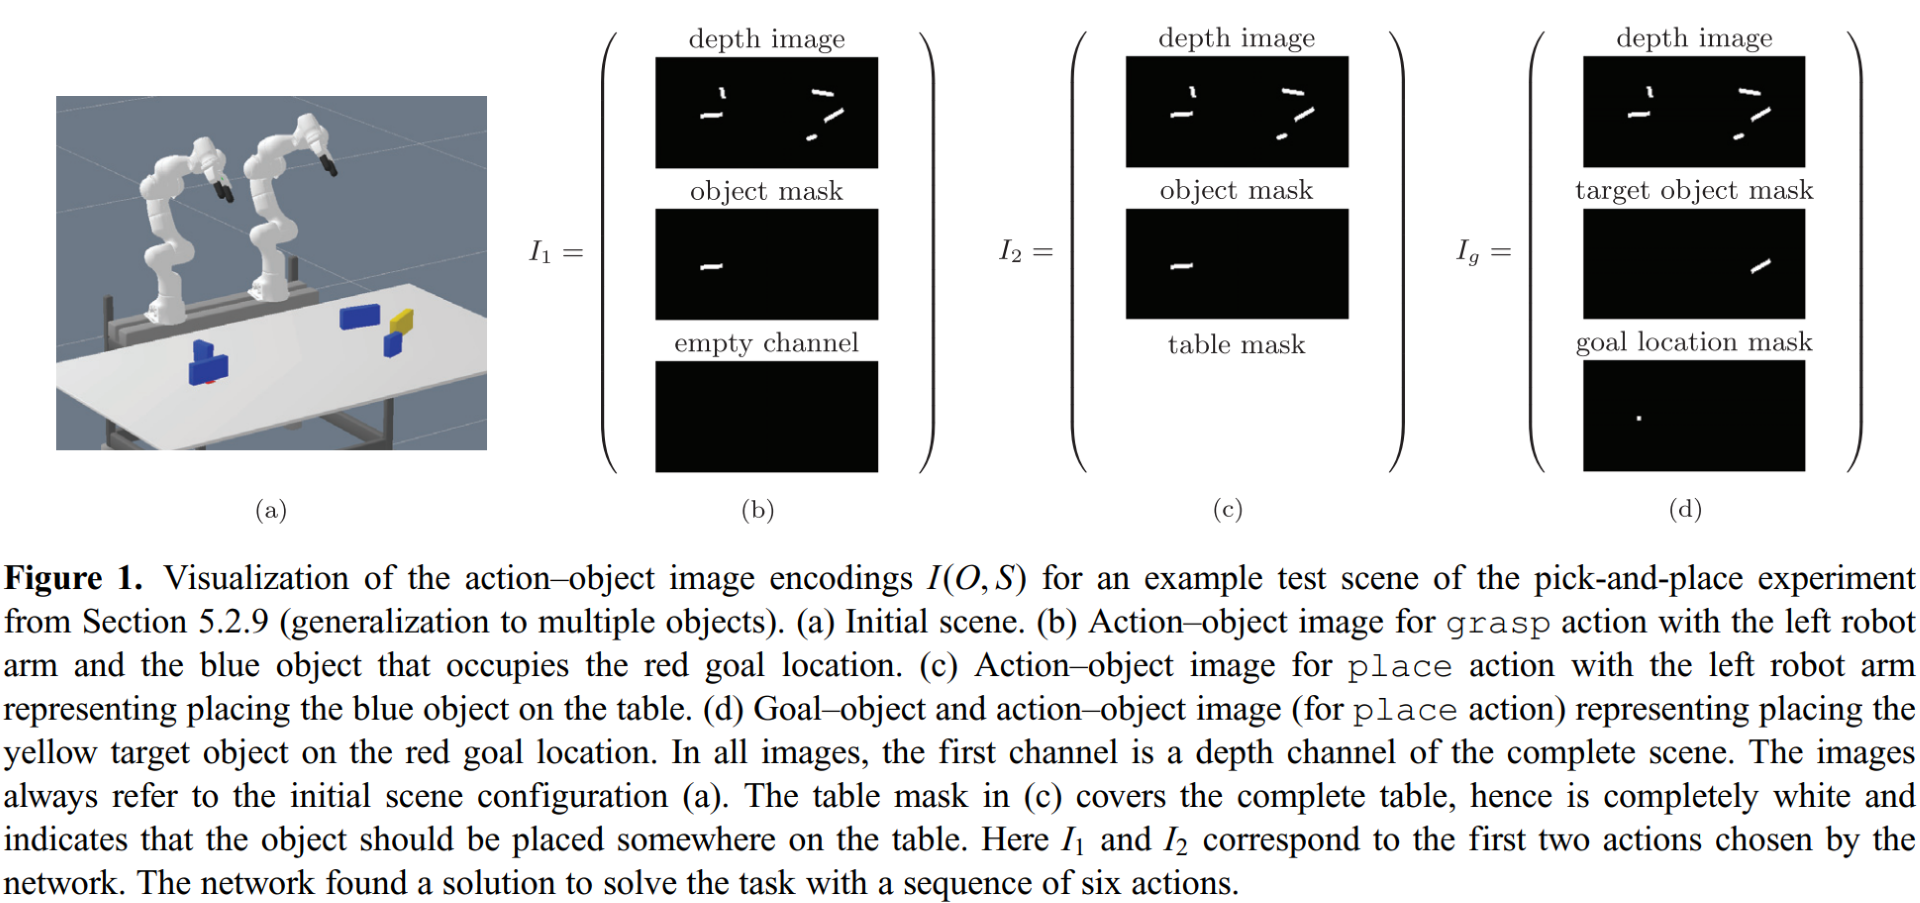 depth image
object mask
empty channel
I₁ =
depth image
object mask
table mask
I₂ =
depth image
target object mask
goal location mask
I_g =
(a)
(b)
(c)
(d)
Figure 1. Visualization of the action–object image encodings I(O, S) for an example test scene of the pick-and-place experiment
from Section 5.2.9 (generalization to multiple objects). (a) Initial scene. (b) Action–object image for grasp action with the left robot
arm and the blue object that occupies the red goal location. (c) Action–object image for place action with the left robot arm
representing placing the blue object on the table. (d) Goal–object and action–object image (for place action) representing placing the
yellow target object on the red goal location. In all images, the first channel is a depth channel of the complete scene. The images
always refer to the initial scene configuration (a). The table mask in (c) covers the complete table, hence is completely white and
indicates that the object should be placed somewhere on the table. Here I₁ and I₂ correspond to the first two actions chosen by the
network. The network found a solution to solve the task with a sequence of six actions.